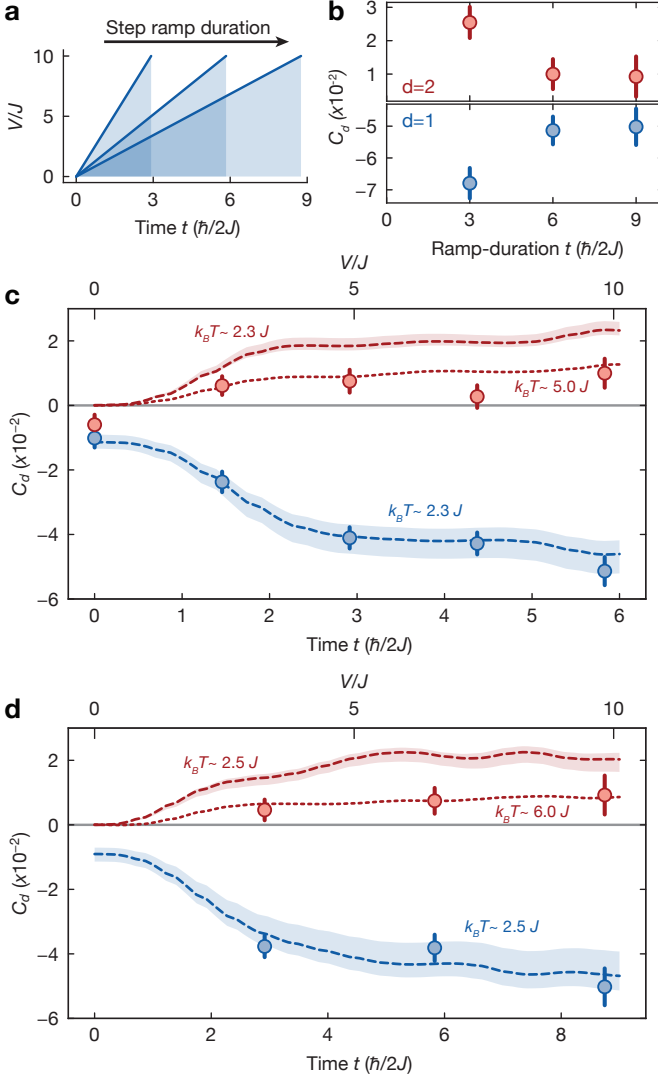 a
Step ramp duration
10
5
0
V/J
0 3 6 9
Time t (ħ/2J)
b
3
2
1
d=2
-5
-6
-7
d=1
C_d (x10⁻²)
0 3 6 9
Ramp-duration t (ħ/2J)
c
V/J
0 5 10
2
0
−2
−4
−6
C_d (x10⁻²)
k_BT~ 2.3 J
k_BT~ 5.0 J
k_BT~ 2.3 J
0 1 2 3 4 5 6
Time t (ħ/2J)
d
V/J
0 5 10
2
0
−2
−4
−6
C_d (x10⁻²)
k_BT~ 2.5 J
k_BT~ 6.0 J
k_BT~ 2.5 J
0 2 4 6 8
Time t (ħ/2J)